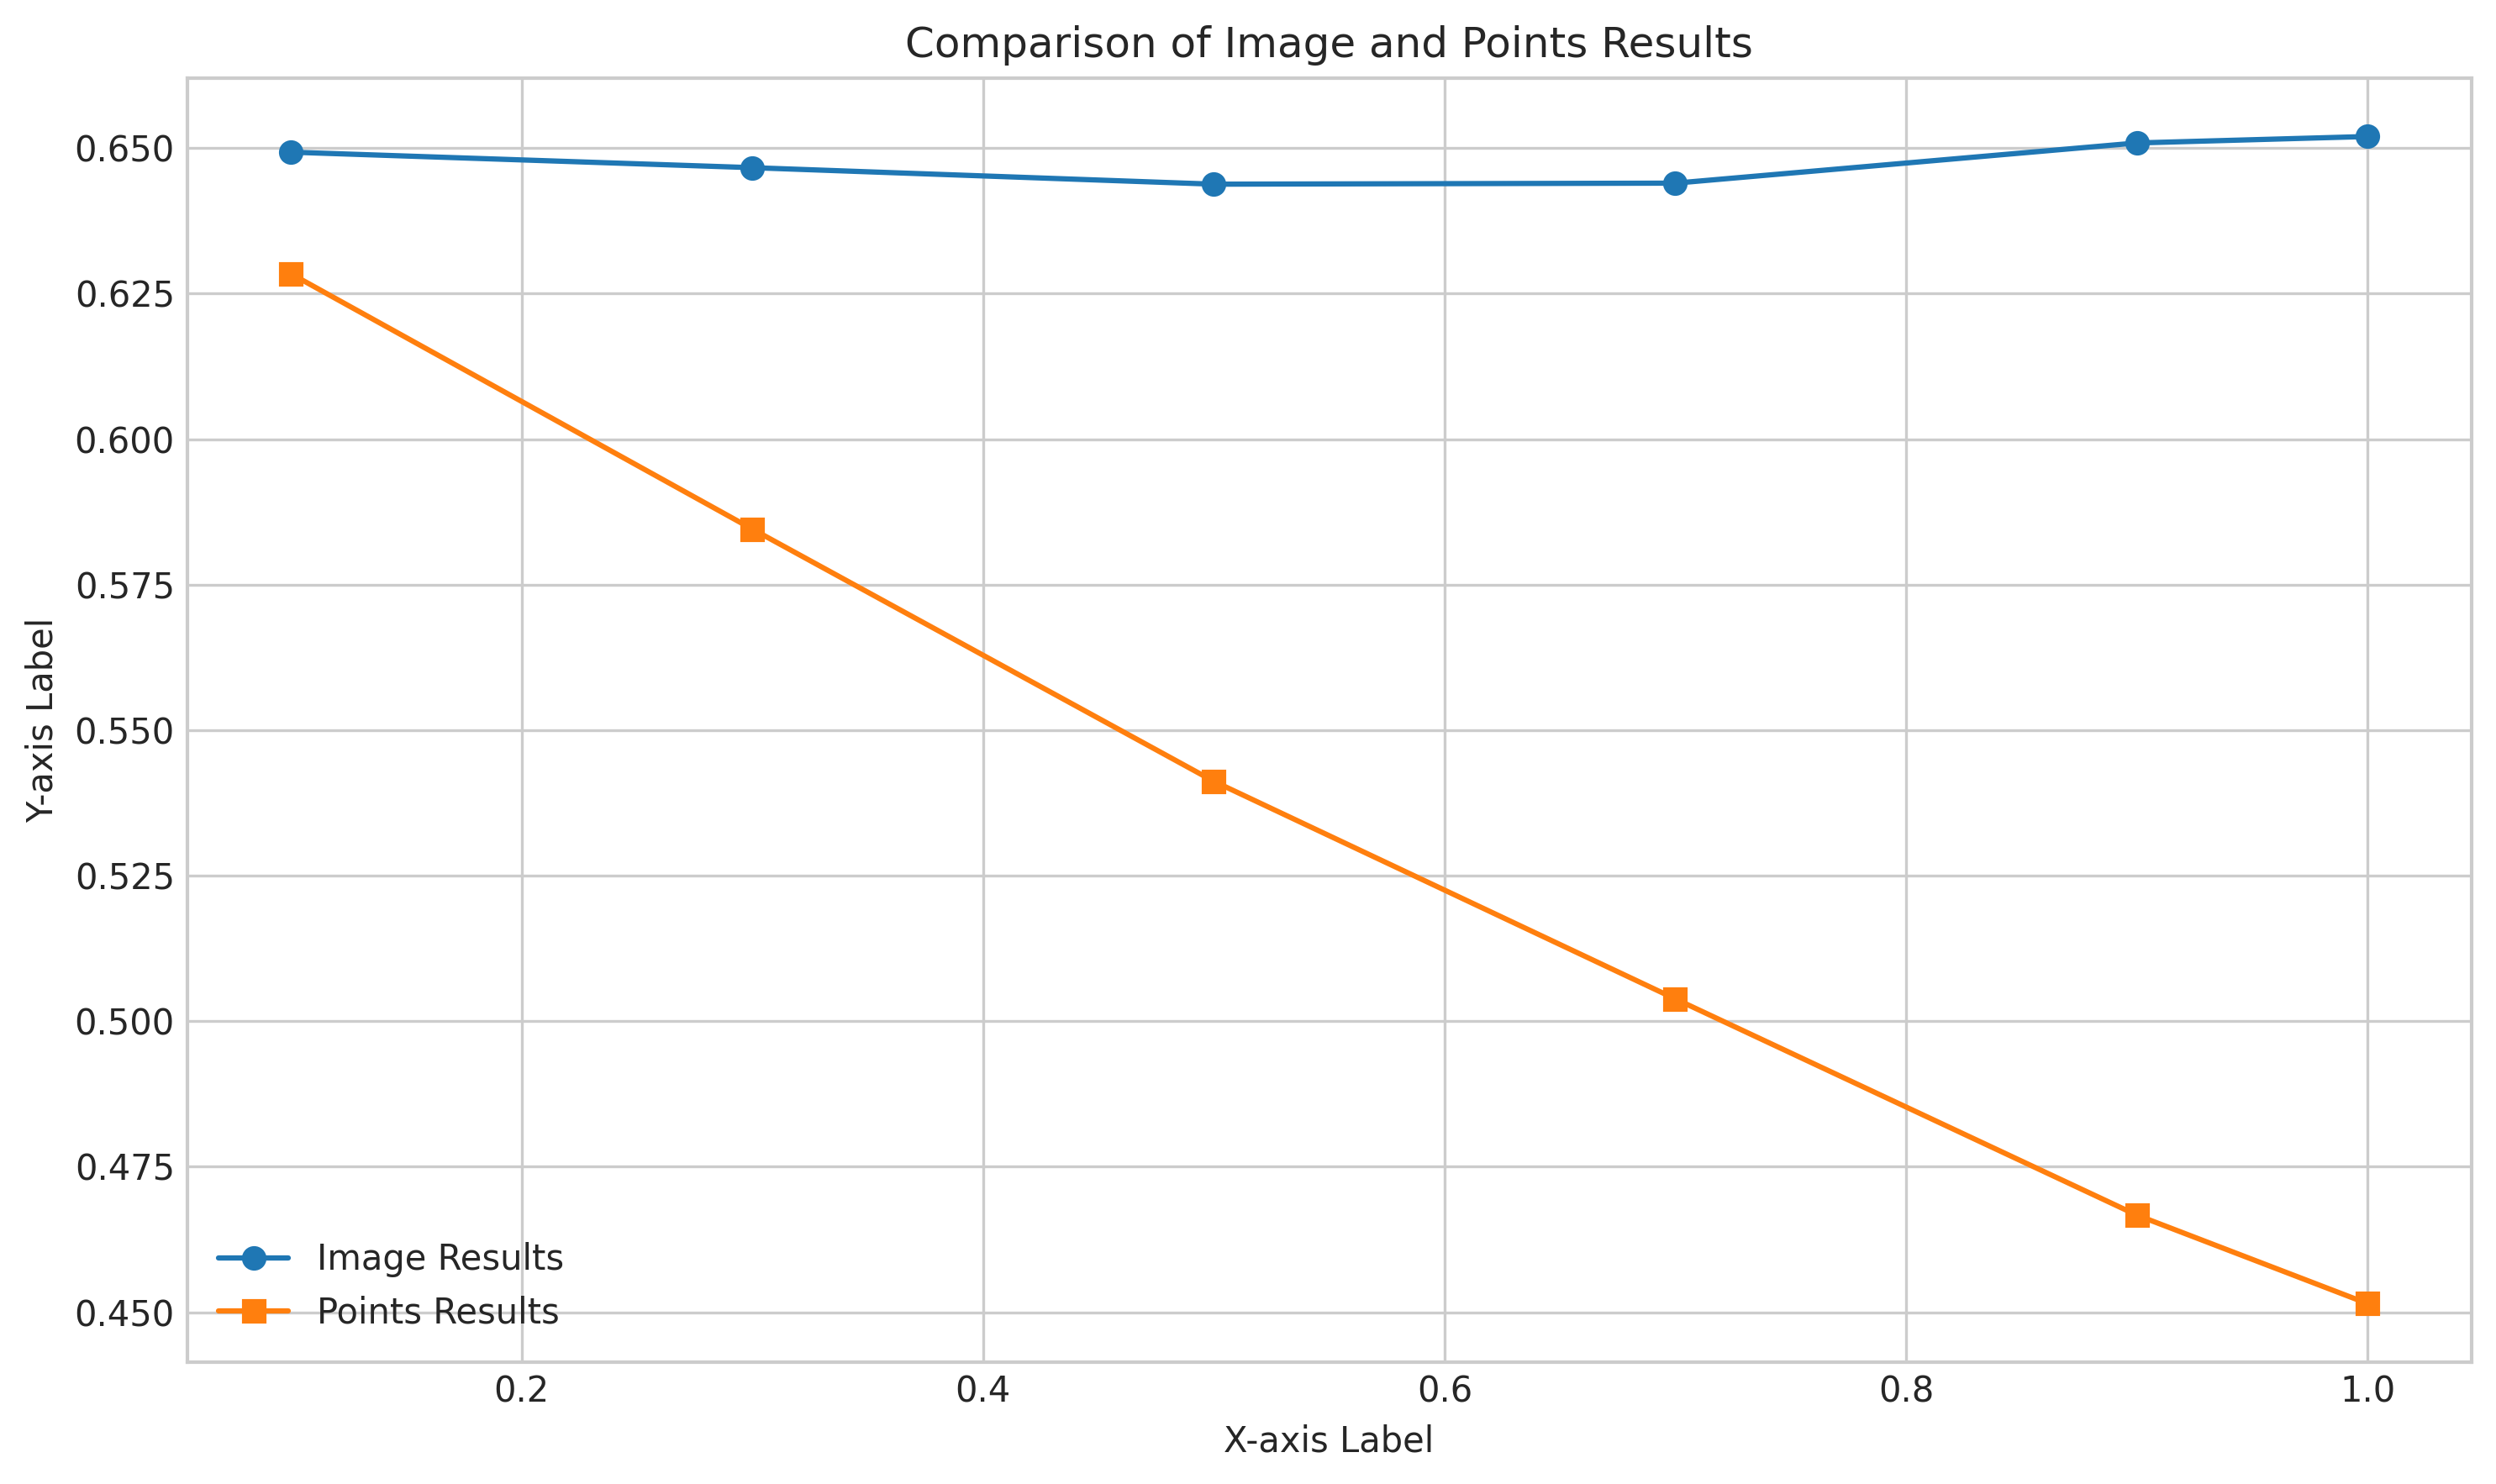 Comparison of Image and Points Results
0.650
0.625
0.600
0.575
0.550
0.525
0.500
0.475
0.450
Y-axis Label
Image Results
Points Results
0.2 0.4 0.6 0.8 1.0
X-axis Label